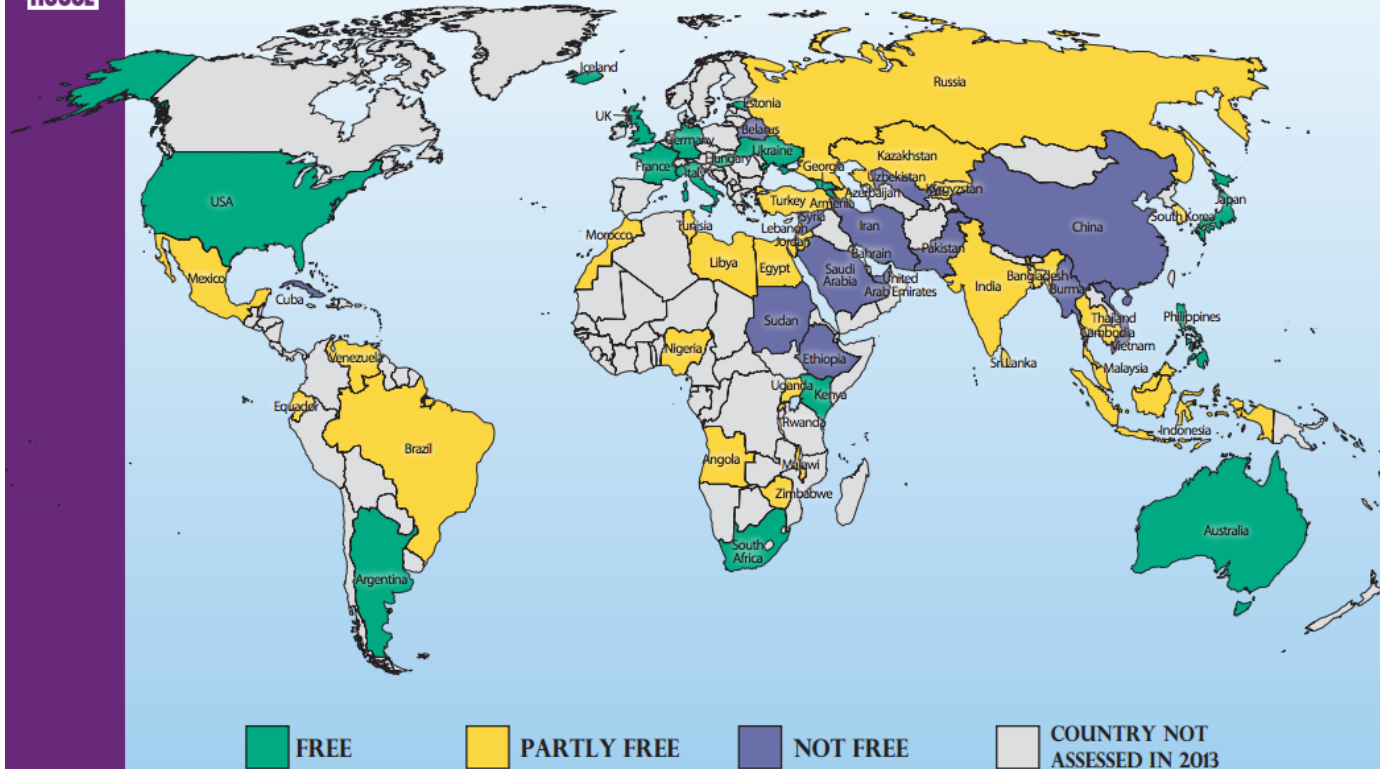 HOUSE
Iceland
Russia
Estonia
UK
Belarus
Germany
Ukraine
Hungary
France
Italy
Kazakhstan
Georgia
Uzbekistan
Kyrgyzstan
Azerbaijan
Armenia
Turkey
USA
Japan
South Korea
Syria
Tunisia
Iran
China
Lebanon
Morocco
Jordan
Pakistan
Bahrain
Libya
Egypt
Saudi
Arabia
United
Arab Emirates
Mexico
Bangladesh
India
Burma
Cuba
Sudan
Thailand
Philippines
Cambodia
Vietnam
Nigeria
Venezuela
Ethiopia
Sri Lanka
Malaysia
Uganda
Kenya
Equador
Rwanda
Indonesia
Brazil
Angola
Malawi
Zimbabwe
Australia
South
Africa
Argentina
FREE
PARTLY FREE
NOT FREE
COUNTRY NOT
ASSESSED IN 2013